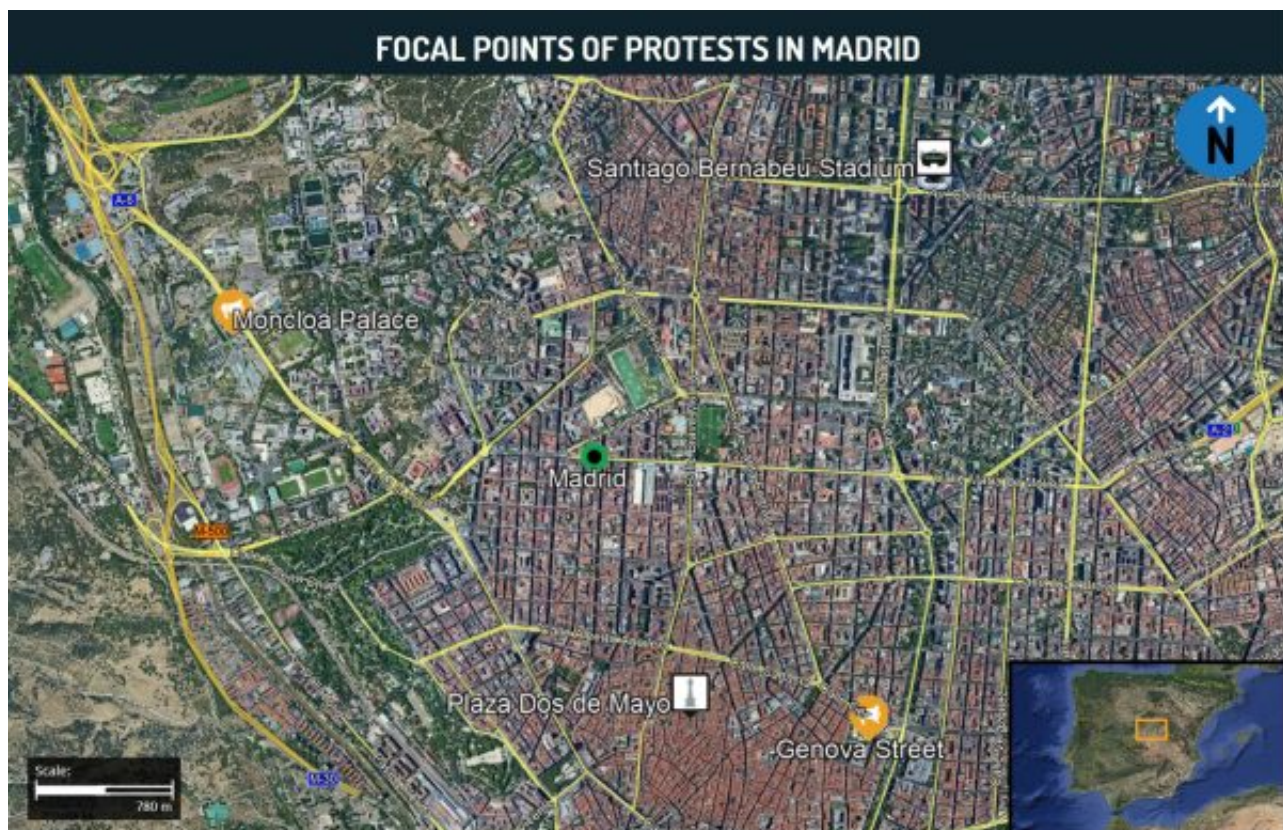 FOCAL POINTS OF PROTESTS IN MADRID
N
Santiago Bernabeu Stadium
A-6
Moncloa Palace
A-2
Madrid
M-500
Plaza Dos de Mayo
Genova Street
Scale:
780 m
M-30